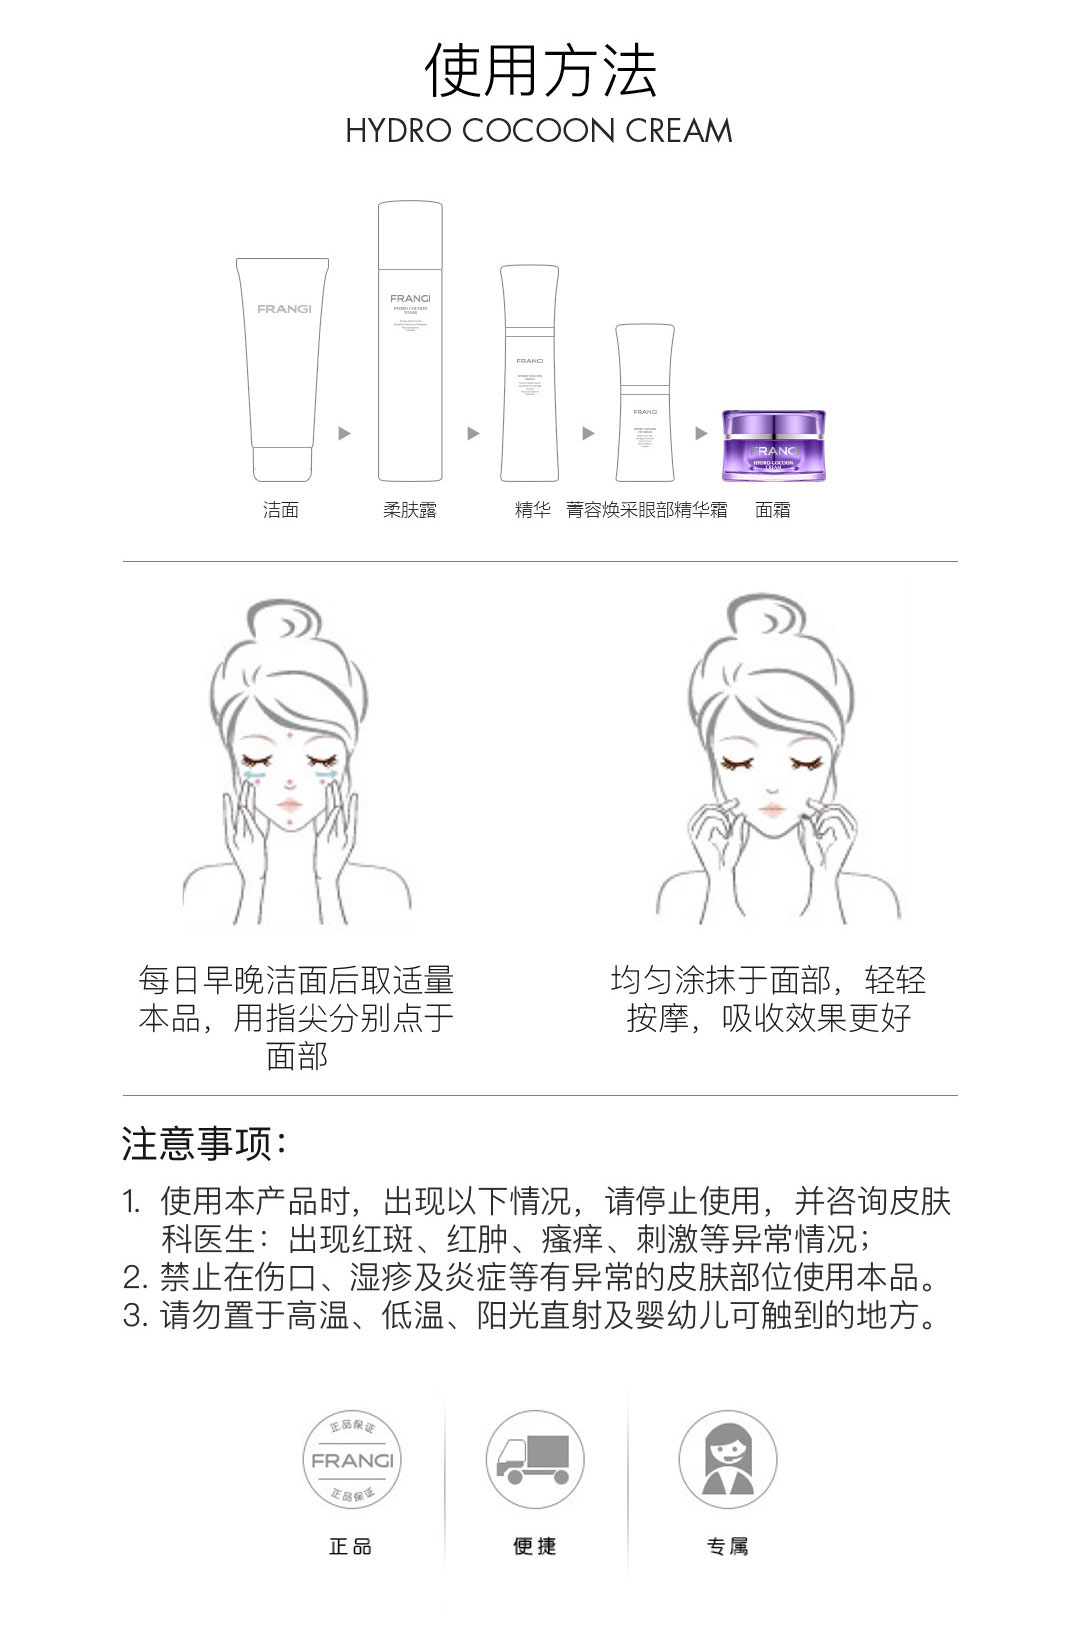 使用方法
HYDRO COCOON CREAM
FRANGI
FRANGI
HYDRO COCOON
TONER
FRANGI
HYDRO COCOON
FRANGI
HYDRO COCOON
FRANGI
HYDRO COCOON
CREAM
洁面
柔肤露
精华
菁容焕采眼部精华霜
面霜
每日早晚洁面后取适量
本品，用指尖分别点于
面部
均匀涂抹于面部，轻轻
按摩，吸收效果更好
注意事项：
1. 使用本产品时，出现以下情况，请停止使用，并咨询皮肤
科医生：出现红斑、红肿、瘙痒、刺激等异常情况；
2. 禁止在伤口、湿疹及炎症等有异常的皮肤部位使用本品。
3. 请勿置于高温、低温、阳光直射及婴幼儿可触到的地方。
正品保证
FRANGI
正品保证
正品
便捷
专属